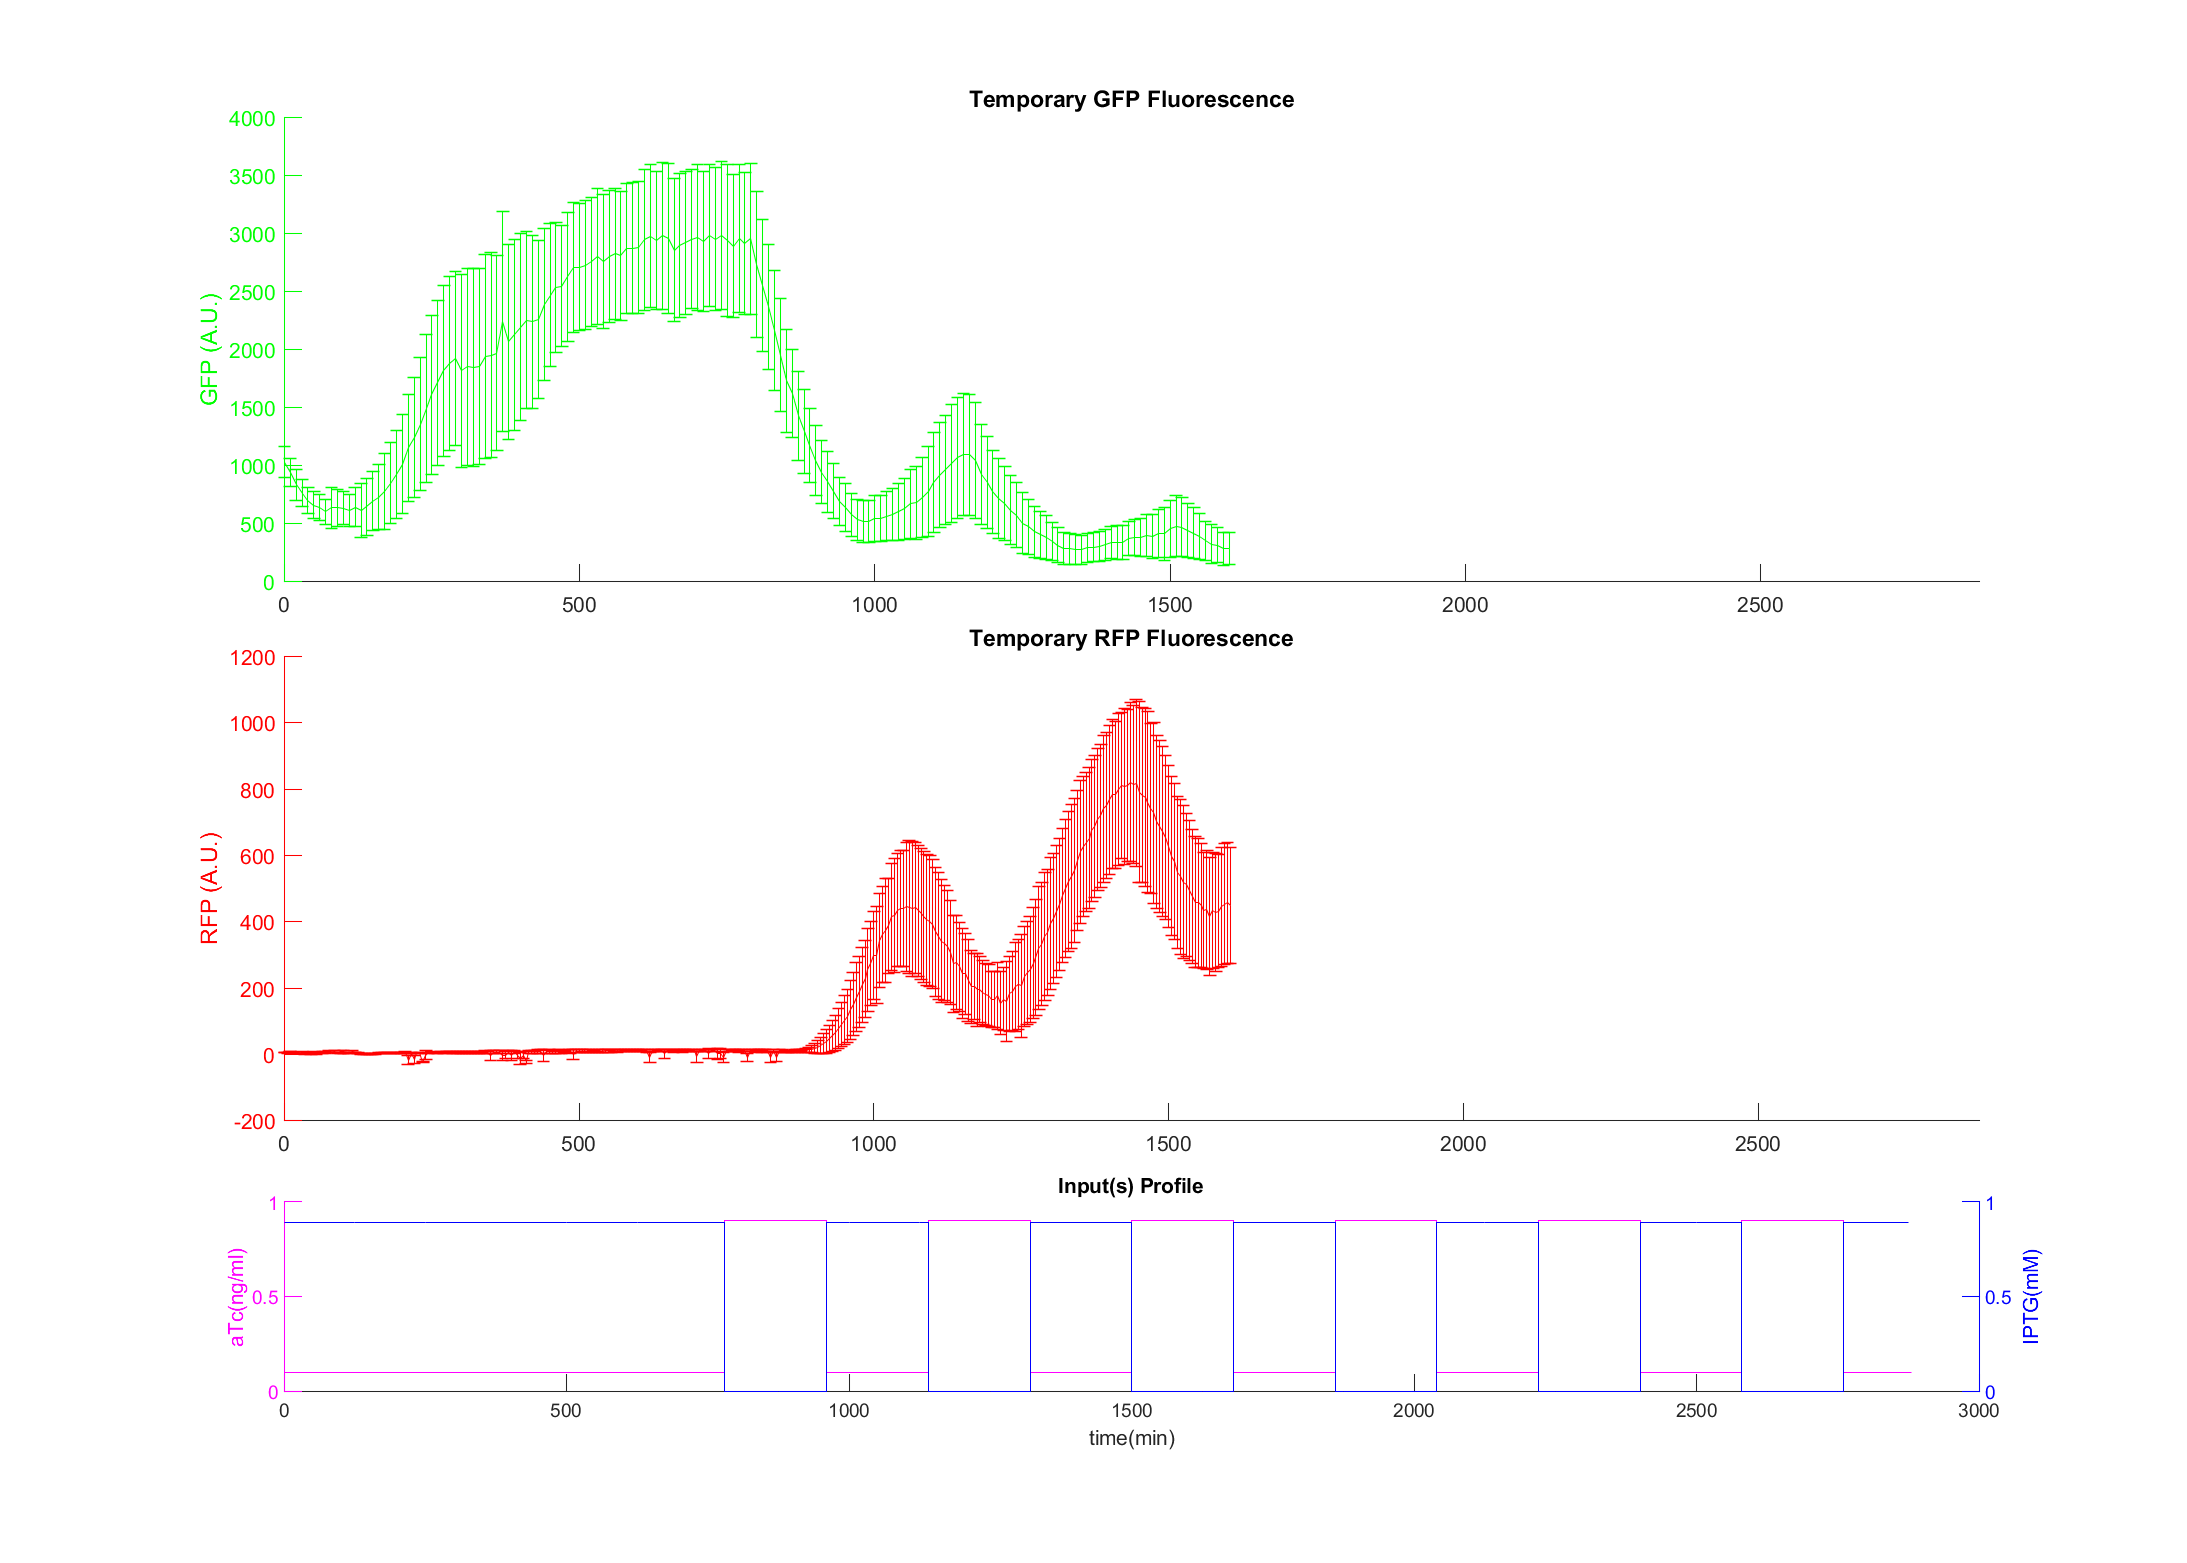 Temporary GFP Fluorescence
4000
3500
3000
2500
2000
1500
1000
500
0
GFP (A.U.)
0 500 1000 1500 2000 2500
Temporary RFP Fluorescence
1200
1000
800
600
400
200
0
-200
RFP (A.U.)
0 500 1000 1500 2000 2500
Input(s) Profile
1 1
0.5 0.5
0 0
aTc(ng/ml)
IPTG(mM)
0 500 1000 1500 2000 2500 3000
time(min)